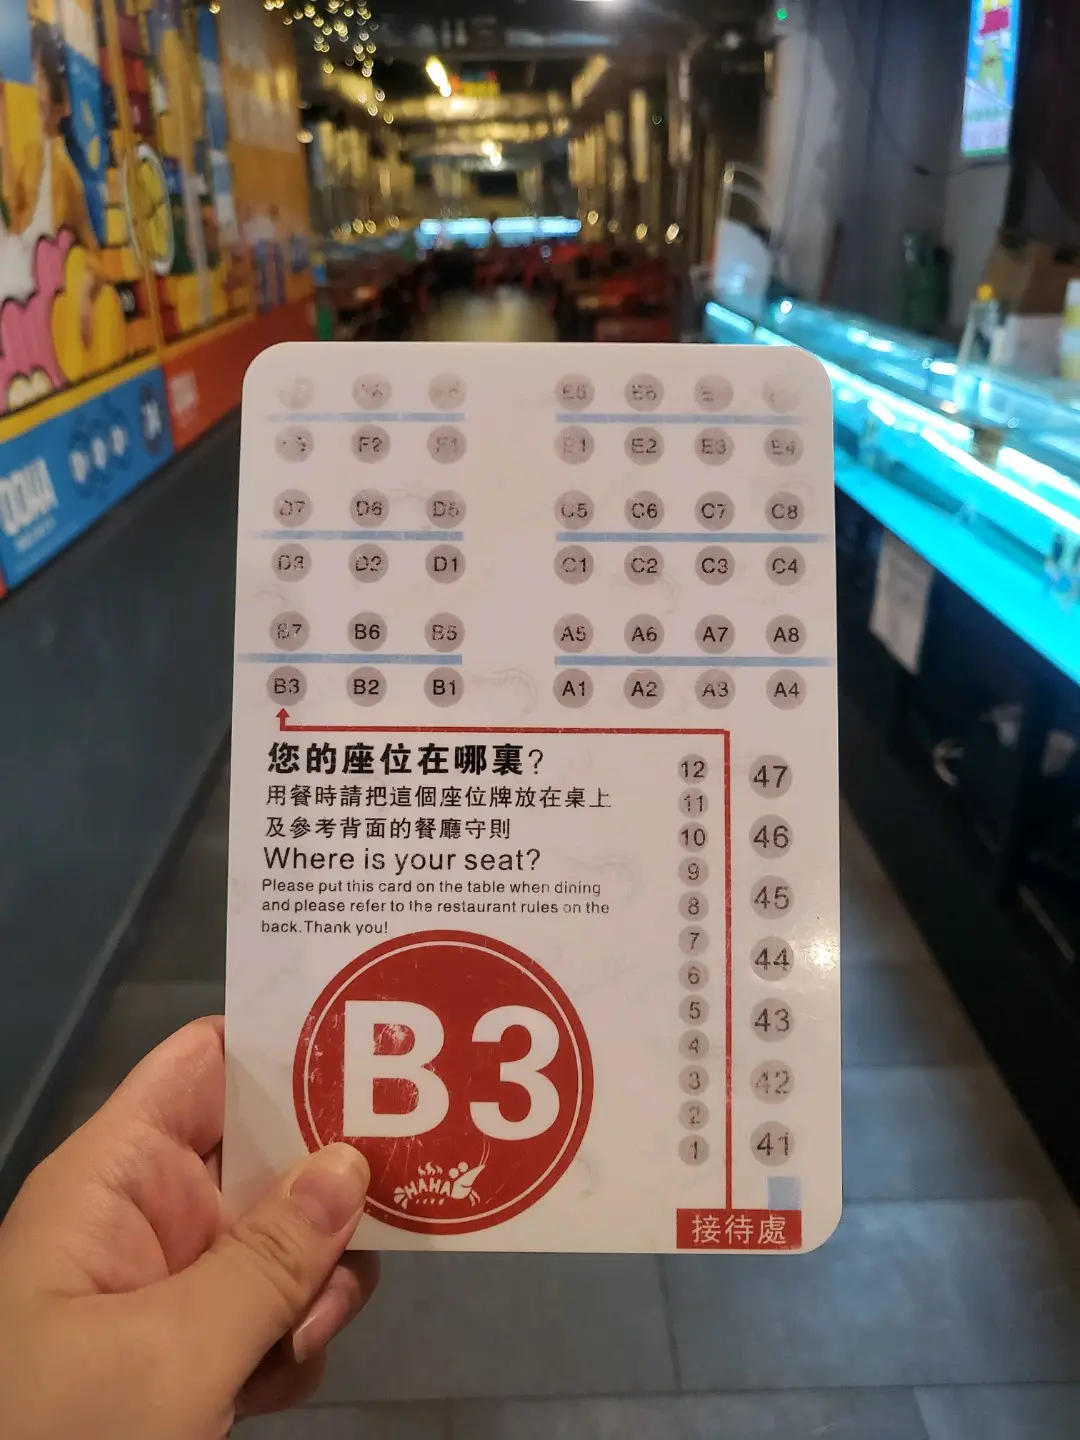 E5 E6
F2 F1 E1 E2 E3 E4
D7 D6 D5 C5 C6 C7 C8
D3 D2 D1 C1 C2 C3 C4
B7 B6 B5 A5 A6 A7 A8
B3 B2 B1 A1 A2 A3 A4
您的座位在哪裏?
用餐時請把這個座位牌放在桌上
及參考背面的餐廳守則
Where is your seat?
Please put this card on the table when dining
and please refer to the restaurant rules on the
back.Thank you!
B3
HAHA
12
11
10
9
8
7
6
5
4
3
2
1
47
46
45
44
43
42
41
接待處